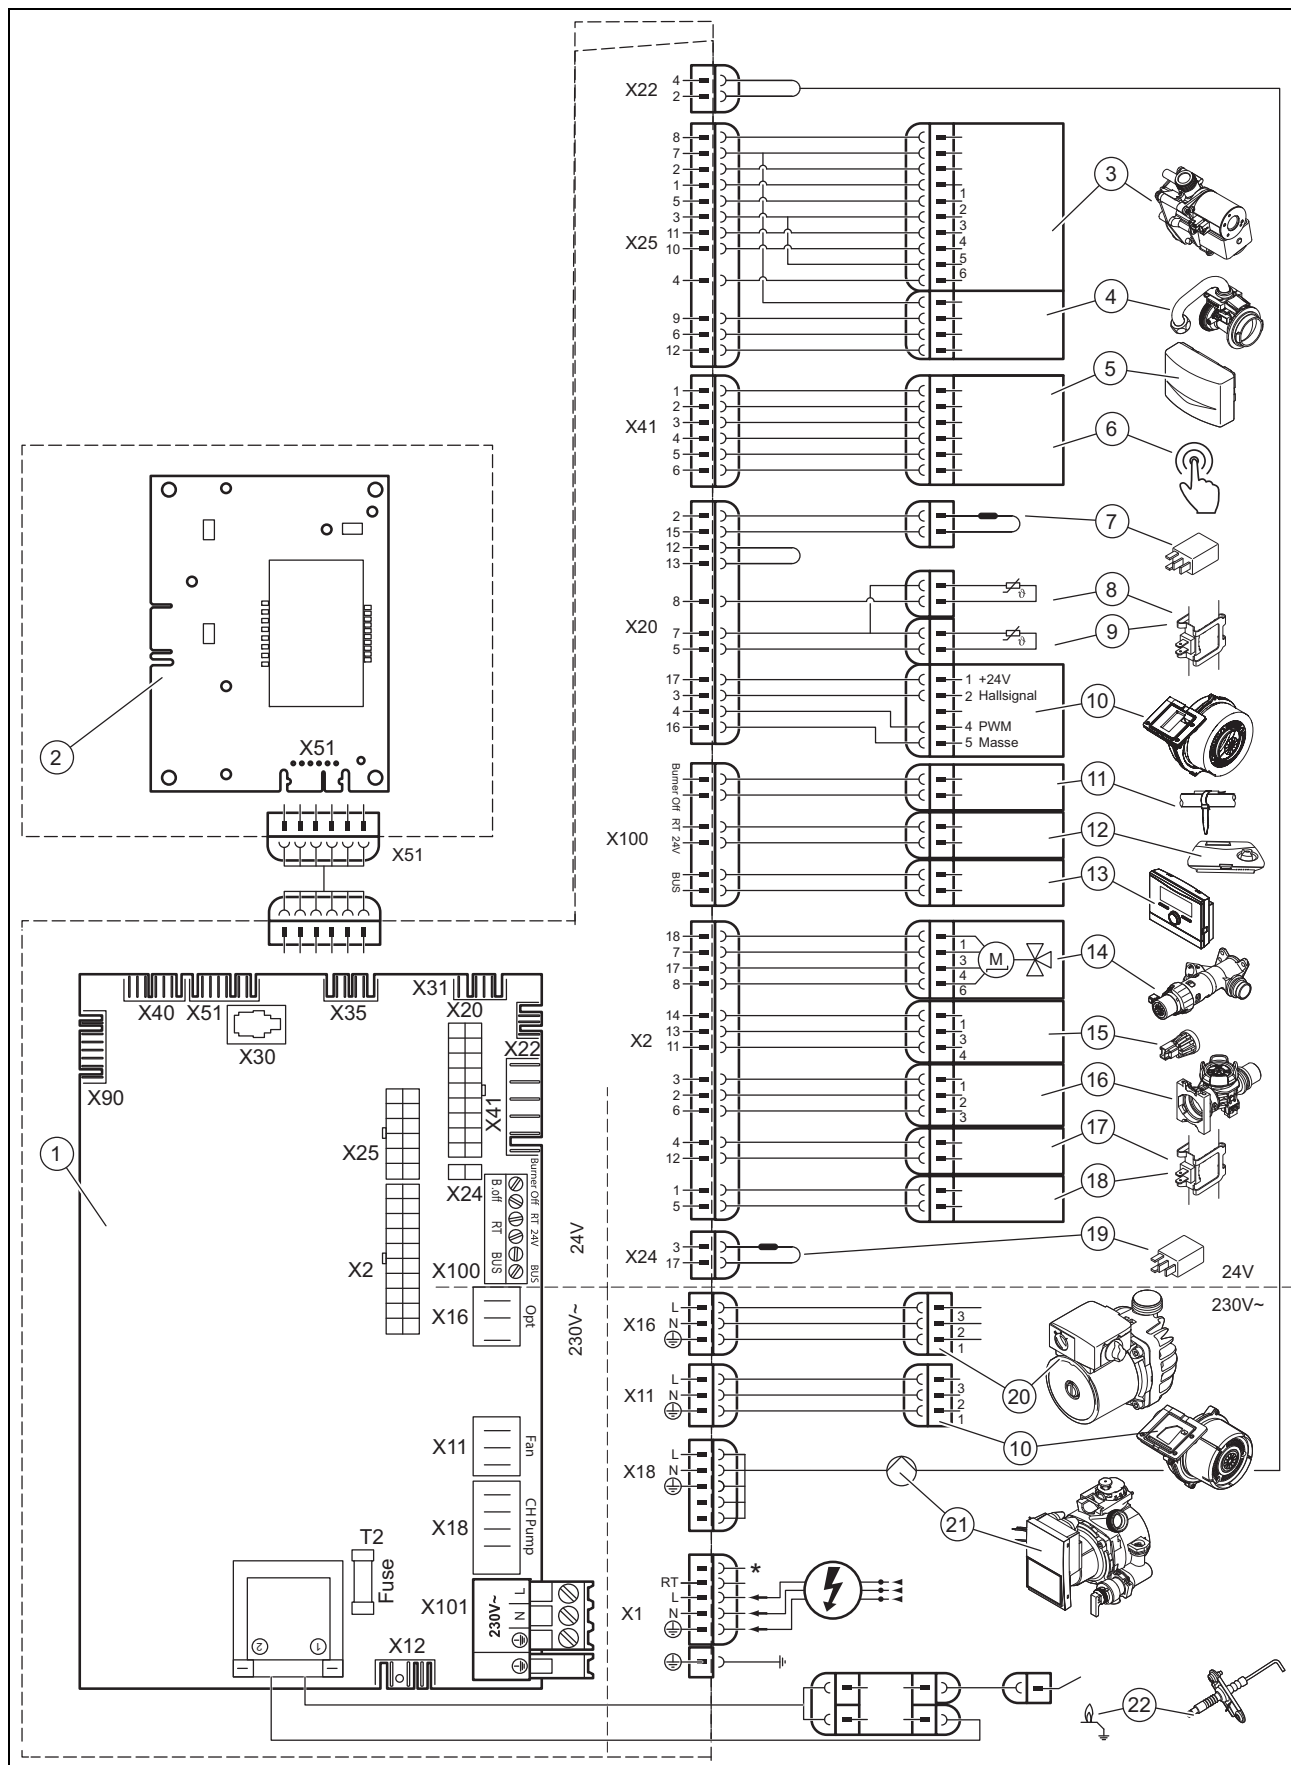 X22
4
2
X25
8
7
2
1
5
3
11
10
4
9
6
12
1
2
3
4
5
6
3
4
X41
1
2
3
4
5
6
5
6
X20
2
15
12
13
8
7
5
17
3
4
16
ϑ
ϑ
1 +24V
2 Hallsignal
4 PWM
5 Masse
7
8
9
10
X100
Burner Off
RT
24V
BUS
11
12
13
X2
18
7
17
8
14
13
11
3
2
6
4
12
1
5
M
1
3
4
6
1
3
4
1
2
3
14
15
16
17
18
X24
3
17
19
24V
230V~
X16
L
N
3
2
1
20
X11
L
N
3
2
1
10
X18
L
N
21
X1
*
RT
L
N
22
2
X51
X51
1
X40
X51
X30
X35
X31
X20
X22
X90
X41
X25
X24
X2
X100
B.off
RT
BUS
Burner Off
RT
24V
BUS
24V
230V~
X16
Opt
X11
Fan
X18
CH Pump
T2
Fuse
X101
230V~
L
N
X12
2
1